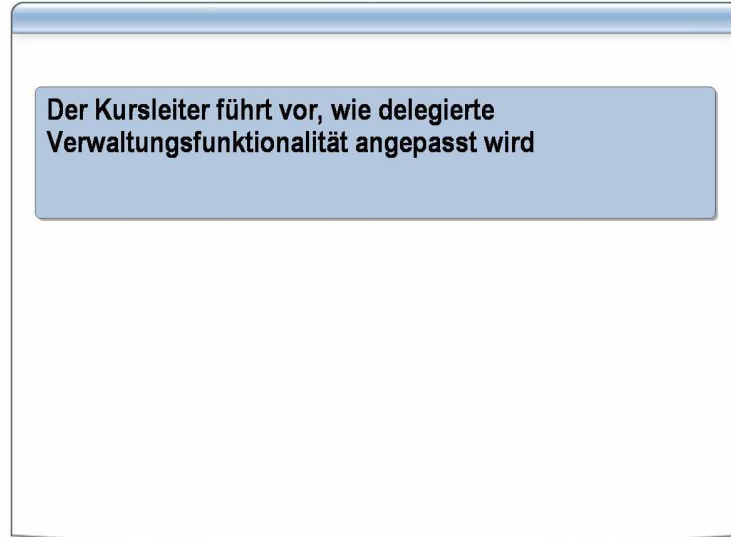 Der Kursleiter führt vor, wie delegierte
Verwaltungsfunktionalität angepasst wird